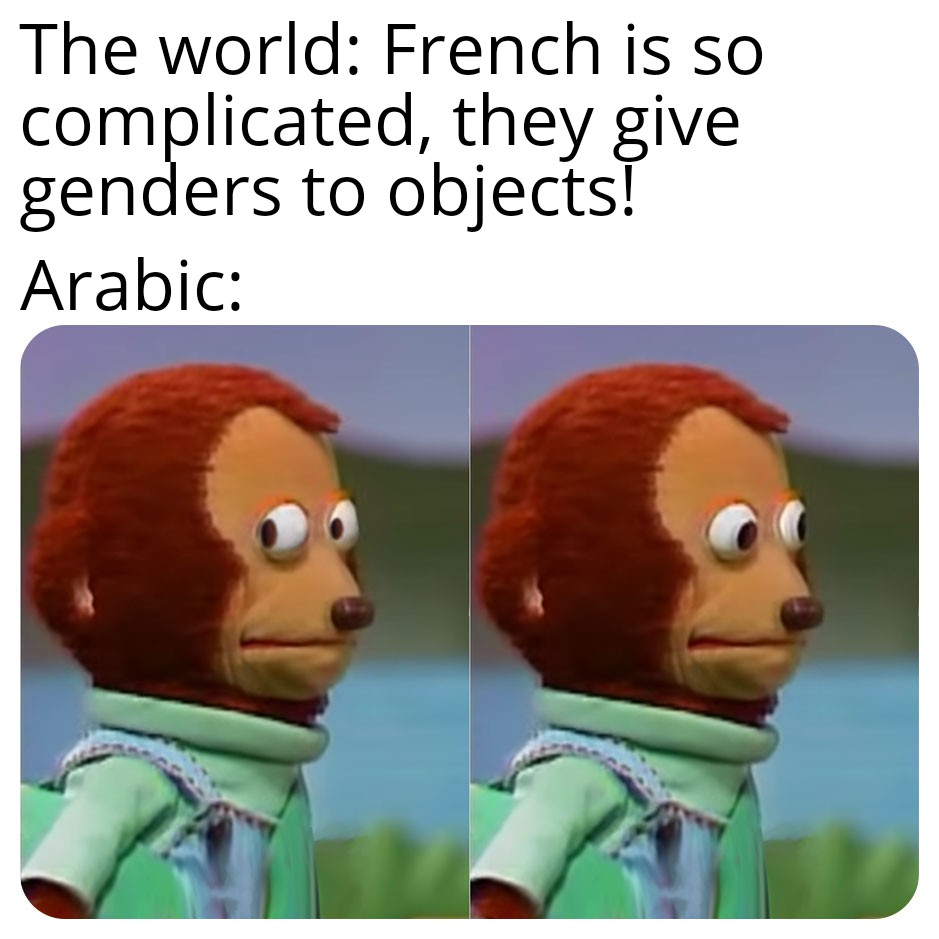 The world: French is so
complicated, they give
genders to objects!
Arabic: